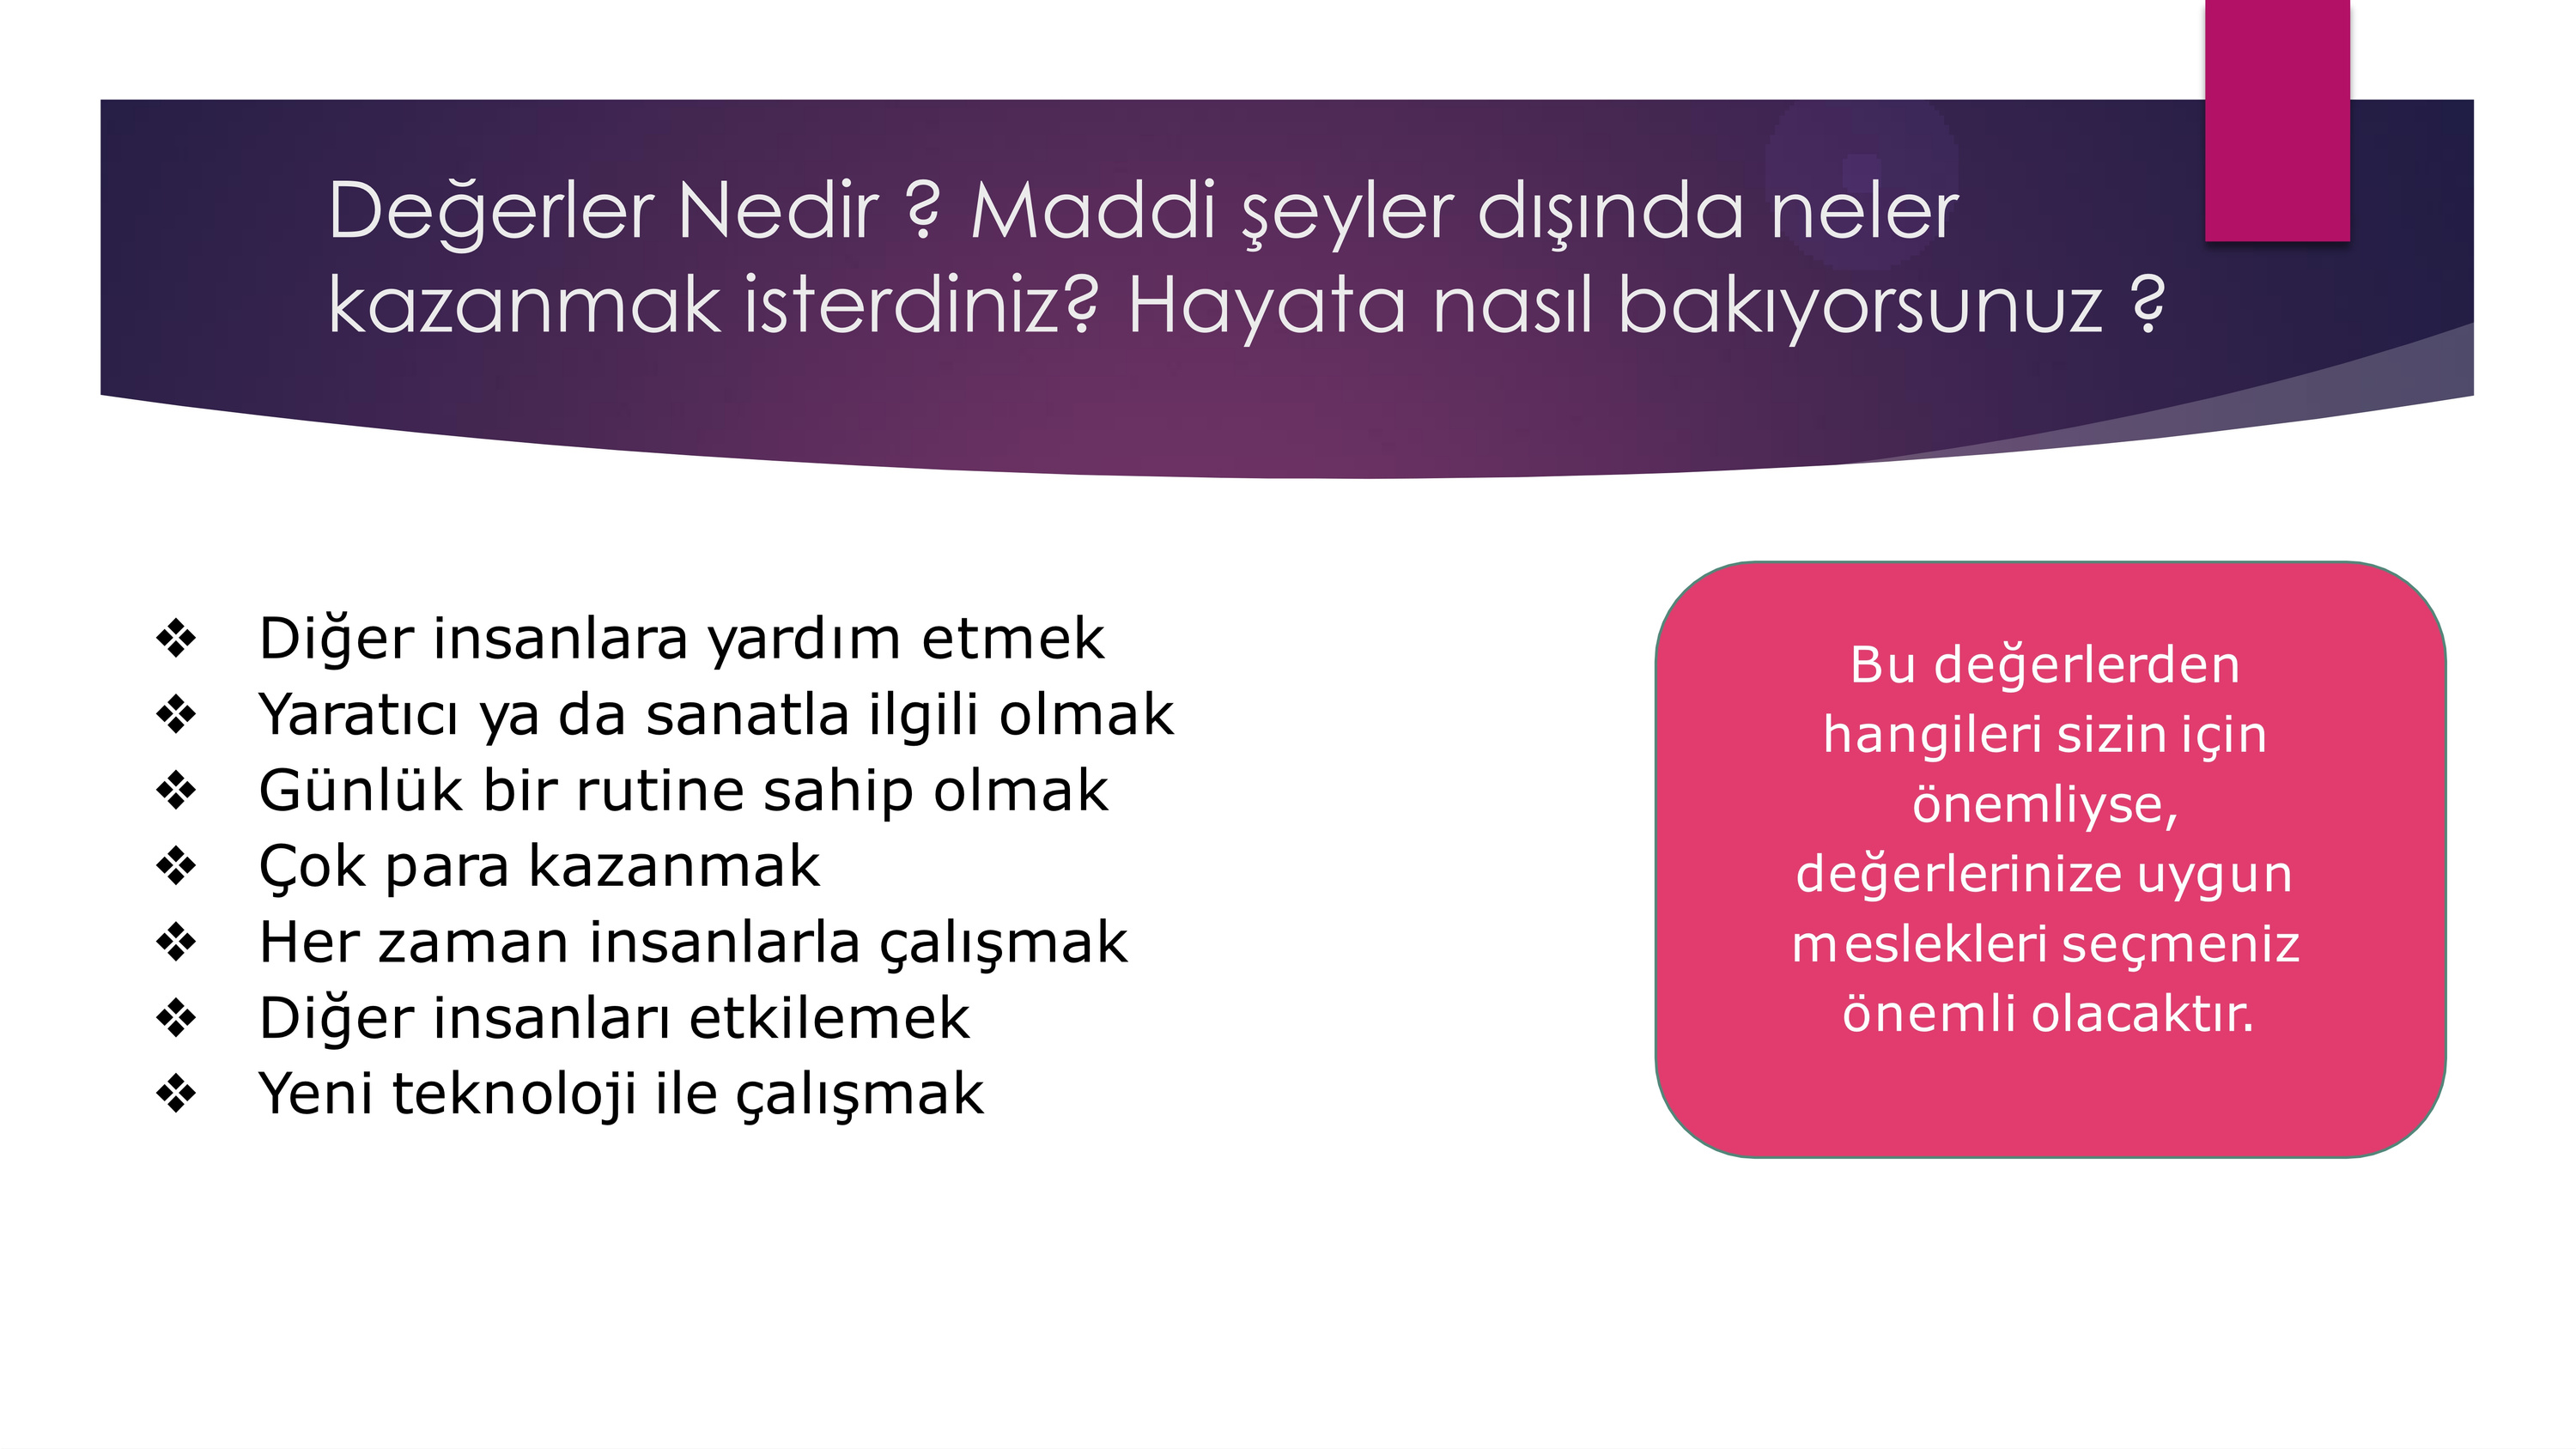 Değerler Nedir ? Maddi şeyler dışında neler
kazanmak isterdiniz? Hayata nasıl bakıyorsunuz ?
❖ Diğer insanlara yardım etmek
❖ Yaratıcı ya da sanatla ilgili olmak
❖ Günlük bir rutine sahip olmak
❖ Çok para kazanmak
❖ Her zaman insanlarla çalışmak
❖ Diğer insanları etkilemek
❖ Yeni teknoloji ile çalışmak
Bu değerlerden
hangileri sizin için
önemliyse,
değerlerinize uygun
meslekleri seçmeniz
önemli olacaktır.